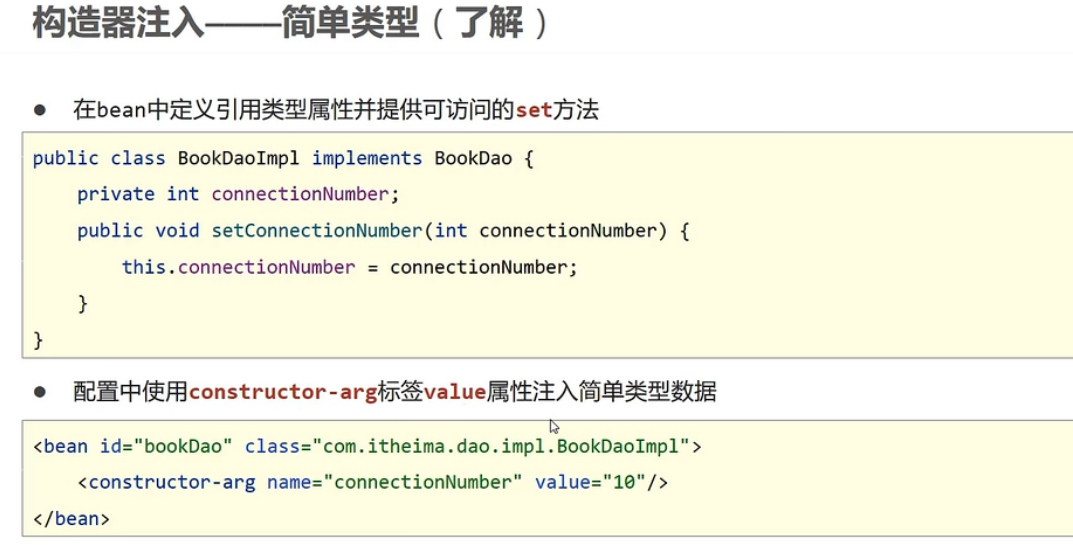 构造器注入——简单类型（了解）
● 在bean中定义引用类型属性并提供可访问的set方法
public class BookDaoImpl implements BookDao {
    private int connectionNumber;
    public void setConnectionNumber(int connectionNumber) {
        this.connectionNumber = connectionNumber;
    }
}
● 配置中使用constructor-arg标签value属性注入简单类型数据
<bean id="bookDao" class="com.itheima.dao.impl.BookDaoImpl">
    <constructor-arg name="connectionNumber" value="10"/>
</bean>